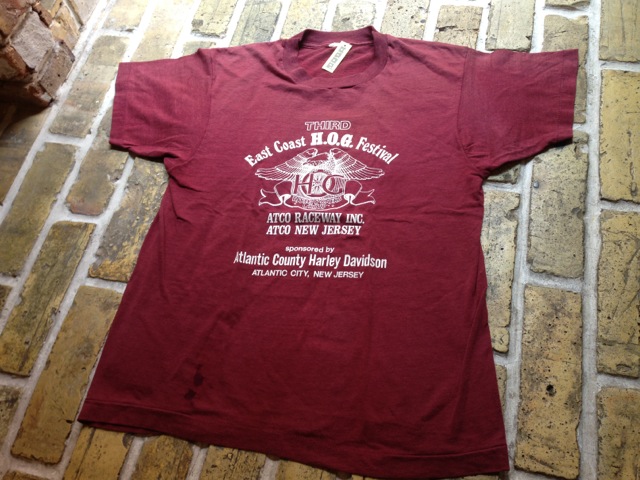 THIRD
East Coast H.O.G. Festival
ATCO RACEWAY INC.
ATCO NEW JERSEY
sponsored by
Atlantic County Harley Davidson
ATLANTIC CITY, NEW JERSEY